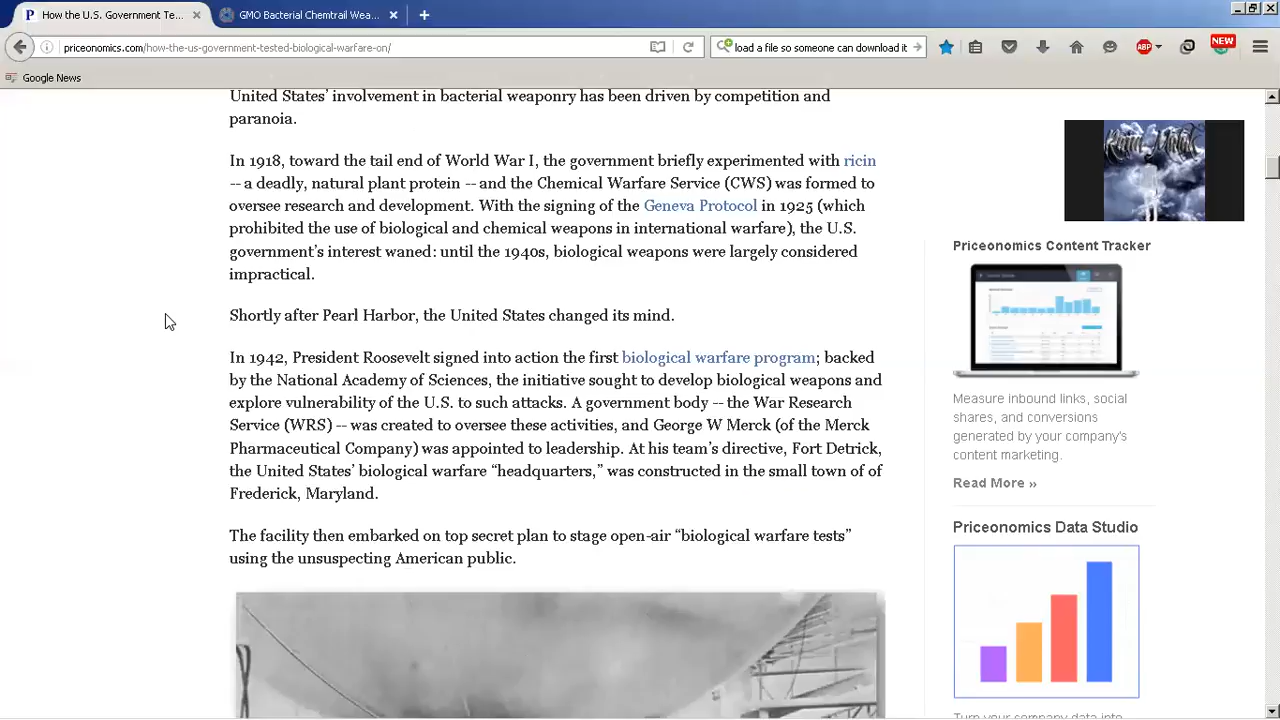 How the U.S. Government Te...
GMO Bacterial Chemtrail Wea...
priceonomics.com/how-the-us-government-tested-biological-warfare-on/
load a file so someone can download it
ABP
NEW
Google News
United States' involvement in bacterial weaponry has been driven by competition and
paranoia.
In 1918, toward the tail end of World War I, the government briefly experimented with ricin
-- a deadly, natural plant protein -- and the Chemical Warfare Service (CWS) was formed to
oversee research and development. With the signing of the Geneva Protocol in 1925 (which
prohibited the use of biological and chemical weapons in international warfare), the U.S.
government's interest waned: until the 1940s, biological weapons were largely considered
impractical.
Shortly after Pearl Harbor, the United States changed its mind.
In 1942, President Roosevelt signed into action the first biological warfare program; backed
by the National Academy of Sciences, the initiative sought to develop biological weapons and
explore vulnerability of the U.S. to such attacks. A government body -- the War Research
Service (WRS) -- was created to oversee these activities, and George W Merck (of the Merck
Pharmaceutical Company) was appointed to leadership. At his team's directive, Fort Detrick,
the United States' biological warfare “headquarters,” was constructed in the small town of of
Frederick, Maryland.
The facility then embarked on top secret plan to stage open-air “biological warfare tests”
using the unsuspecting American public.
Priceonomics Content Tracker
Measure inbound links, social
shares, and conversions
generated by your company's
content marketing.
Read More »
Priceonomics Data Studio
Turn your company data into